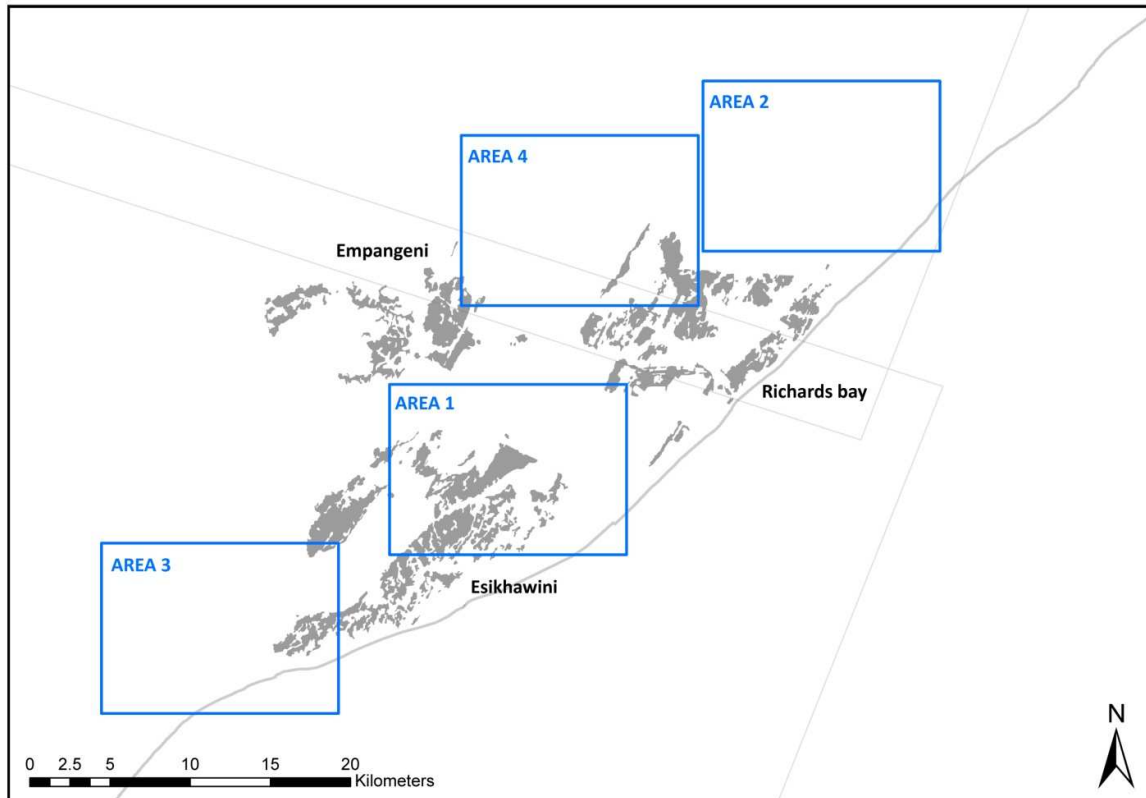 AREA 2
AREA 4
Empangeni
Richards bay
AREA 1
AREA 3
Esikhawini
N
0 2.5 5 10 15 20
Kilometers